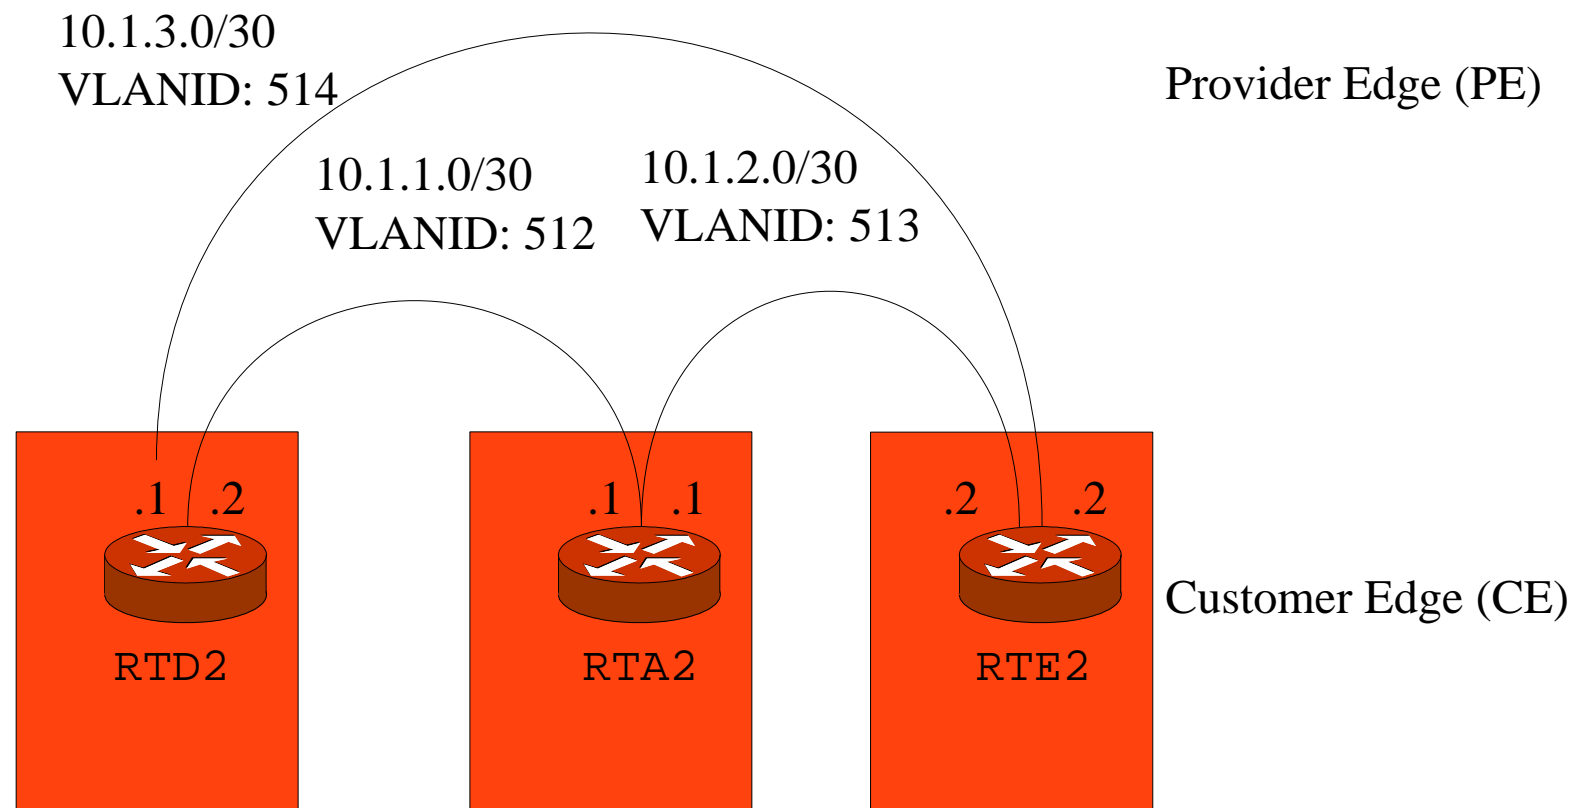 10.1.3.0/30
VLANID: 514
Provider Edge (PE)
10.1.1.0/30
VLANID: 512
10.1.2.0/30
VLANID: 513
.1 .2
.1 .1
.2 .2
Customer Edge (CE)
RTD2
RTA2
RTE2